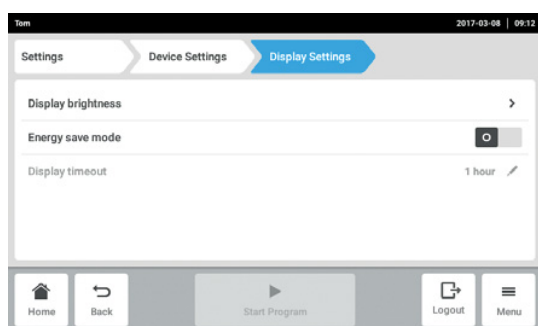 Tom 2017-03-08 | 09:12
Settings Device Settings Display Settings
Display brightness
Energy save mode
Display timeout 1 hour
Home Back Start Program Logout Menu